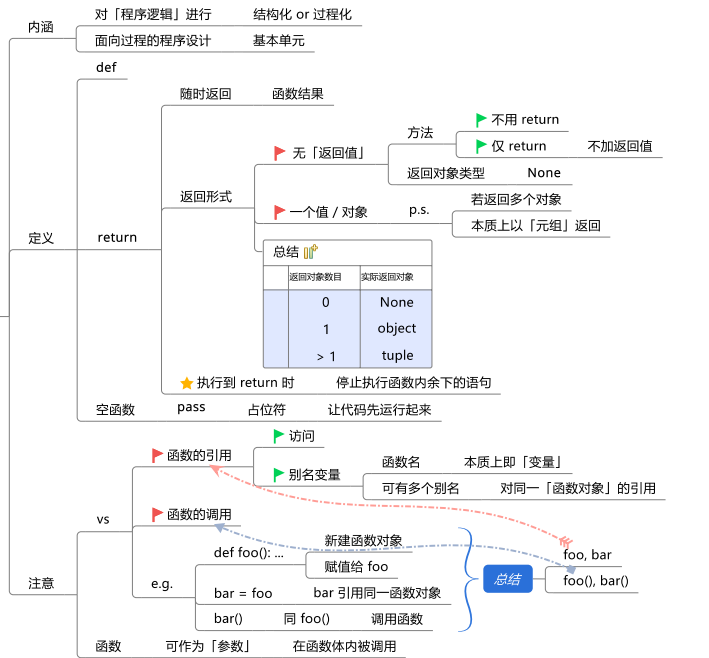 内涵
对「程序逻辑」进行 结构化 or 过程化
面向过程的程序设计 基本单元
定义
def
return
随时返回 函数结果
返回形式
无「返回值」
方法
不用 return
仅 return 不加返回值
返回对象类型 None
一个值 / 对象 p.s.
若返回多个对象
本质上以「元组」返回
总结
返回对象数目 实际返回对象
0 None
1 object
> 1 tuple
执行到 return 时 停止执行函数内余下的语句
空函数 pass 占位符 让代码先运行起来
注意
vs
函数的引用
访问
别名变量
函数名 本质上即「变量」
可有多个别名 对同一「函数对象」的引用
函数的调用
e.g.
def foo(): ...
新建函数对象
赋值给 foo
bar = foo bar 引用同一函数对象
bar() 同 foo() 调用函数
总结
foo, bar
foo(), bar()
函数 可作为「参数」 在函数体内被调用